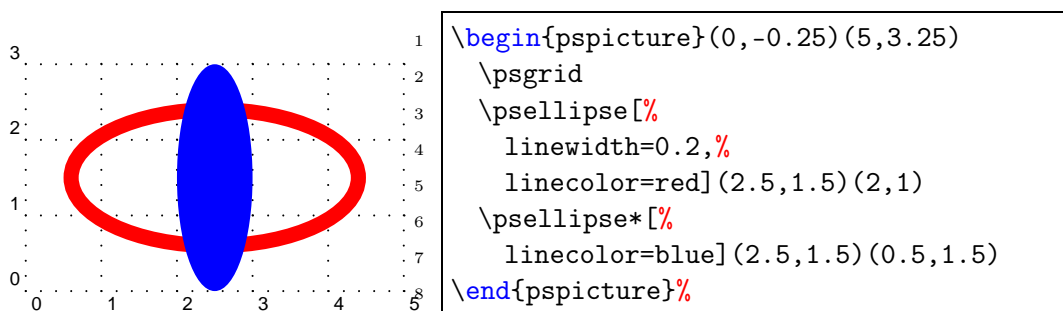 3
2
1
0
0 1 2 3 4 5
1
2
3
4
5
6
7
8
\begin{pspicture}(0,-0.25)(5,3.25)
\psgrid
\psellipse[%
linewidth=0.2,%
linecolor=red](2.5,1.5)(2,1)
\psellipse*[%
linecolor=blue](2.5,1.5)(0.5,1.5)
\end{pspicture}%